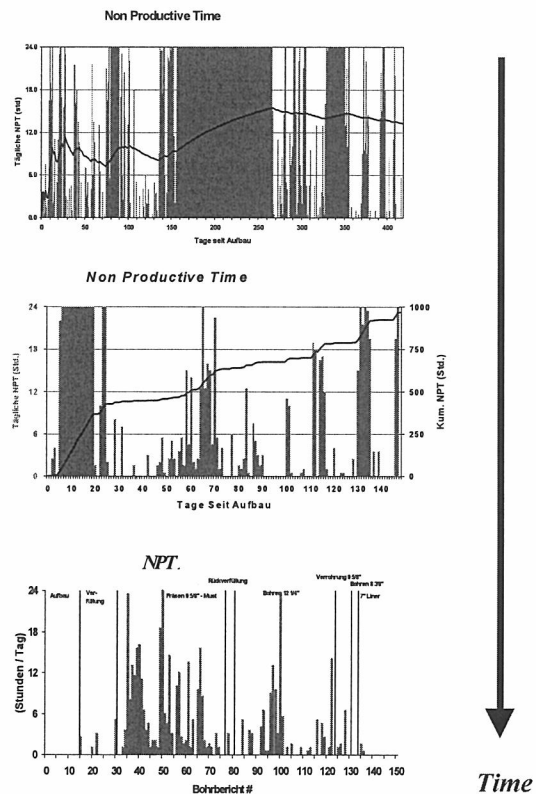 Non Productive Time
24.0
18.0
12.0
6.0
0.0
Tägliche NPT (std)
0 50 100 150 200 250 300 350 400
Tage seit Aufbau
Non Productive Time
24
18
12
6
0
Tägliche NPT (Std.)
1000
750
500
250
0
Kum. NPT (Std.)
0 10 20 30 40 50 60 70 80 90 100 110 120 130 140
Tage Seit Aufbau
NPT.
Rückverfüllung
Verrohrung 9 5/8"
Bohren 8 3/8"
Aufbau
Ver-
füllung
Fräsen 9 5/8" - Must
Bohren 12 1/4"
7" Liner
24
18
12
6
0
(Stunden / Tag)
0 10 20 30 40 50 60 70 80 90 100 110 120 130 140 150
Bohrbericht #
Time